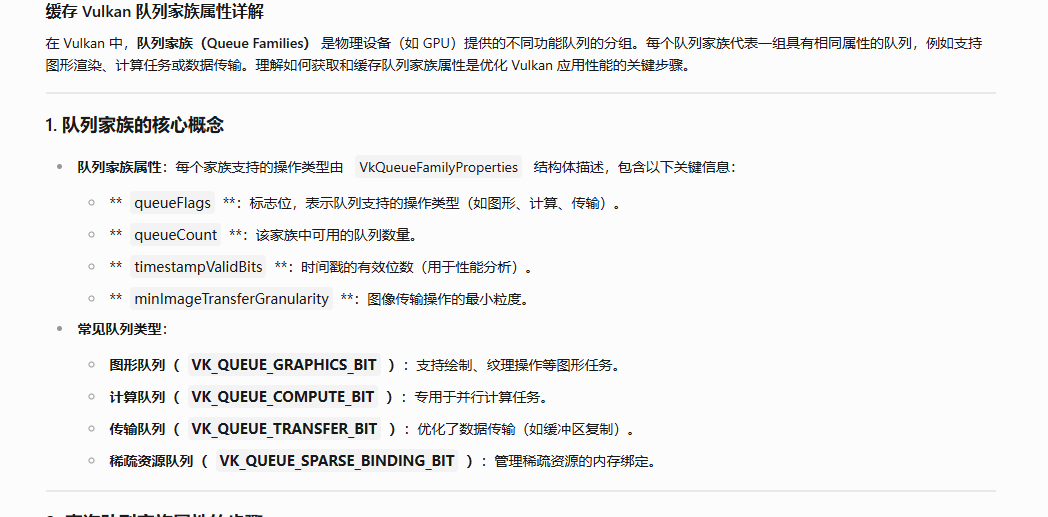 缓存 Vulkan 队列家族属性详解
在 Vulkan 中，队列家族（Queue Families） 是物理设备（如 GPU）提供的不同功能队列的分组。每个队列家族代表一组具有相同属性的队列，例如支持
图形渲染、计算任务或数据传输。理解如何获取和缓存队列家族属性是优化 Vulkan 应用性能的关键步骤。
1. 队列家族的核心概念
队列家族属性：每个家族支持的操作类型由 VkQueueFamilyProperties 结构体描述，包含以下关键信息：
** queueFlags **：标志位，表示队列支持的操作类型（如图形、计算、传输）。
** queueCount **：该家族中可用的队列数量。
** timestampValidBits **：时间戳的有效位数（用于性能分析）。
** minImageTransferGranularity **：图像传输操作的最小粒度。
常见队列类型：
图形队列（ VK_QUEUE_GRAPHICS_BIT ）：支持绘制、纹理操作等图形任务。
计算队列（ VK_QUEUE_COMPUTE_BIT ）：专用于并行计算任务。
传输队列（ VK_QUEUE_TRANSFER_BIT ）：优化了数据传输（如缓冲区复制）。
稀疏资源队列（ VK_QUEUE_SPARSE_BINDING_BIT ）：管理稀疏资源的内存绑定。